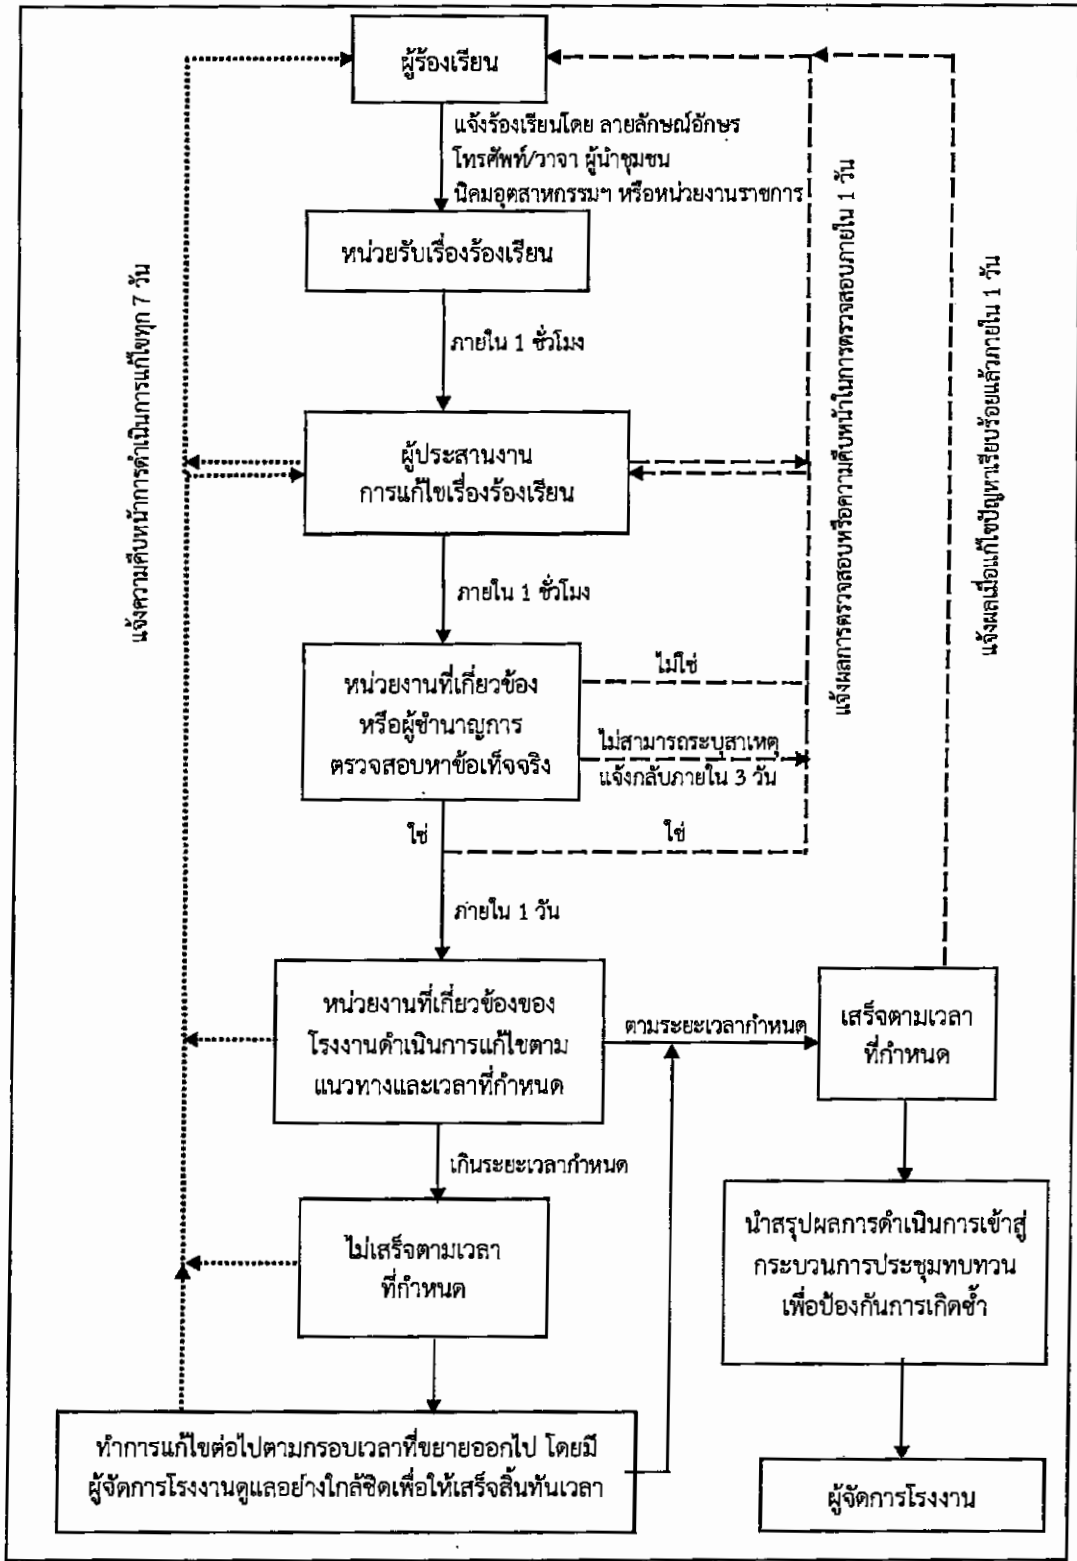 ผู้ร้องเรียน
แจ้งร้องเรียนโดย ลายลักษณ์อักษร
โทรศัพท์/วาจา ผู้นำชุมชน
นิคมอุตสาหกรรมฯ หรือหน่วยงานราชการ
หน่วยรับเรื่องร้องเรียน
ภายใน 1 ชั่วโมง
ผู้ประสานงาน
การแก้ไขเรื่องร้องเรียน
ภายใน 1 ชั่วโมง
หน่วยงานที่เกี่ยวข้อง
หรือผู้ชำนาญการ
ตรวจสอบหาข้อเท็จจริง
ไม่ใช่
ไม่สามารถระบุสาเหตุ
แจ้งกลับภายใน 3 วัน
ใช่
ใช่
ภายใน 1 วัน
หน่วยงานที่เกี่ยวข้องของ
โรงงานดำเนินการแก้ไขตาม
แนวทางและเวลาที่กำหนด
ตามระยะเวลากำหนด
เสร็จตามเวลา
ที่กำหนด
เกินระยะเวลากำหนด
ไม่เสร็จตามเวลา
ที่กำหนด
นำสรุปผลการดำเนินการเข้าสู่
กระบวนการประชุมทบทวน
เพื่อป้องกันการเกิดซ้ำ
ทำการแก้ไขต่อไปตามกรอบเวลาที่ขยายออกไป โดยมี
ผู้จัดการโรงงานดูแลอย่างใกล้ชิดเพื่อให้เสร็จสิ้นทันเวลา
ผู้จัดการโรงงาน
แจ้งความคืบหน้าการดำเนินการแก้ไขทุก 7 วัน
แจ้งผลการตรวจสอบหรือความคืบหน้าในการตรวจสอบภายใน 1 วัน
แจ้งผลเมื่อแก้ไขปัญหาเรียบร้อยแล้วภายใน 1 วัน